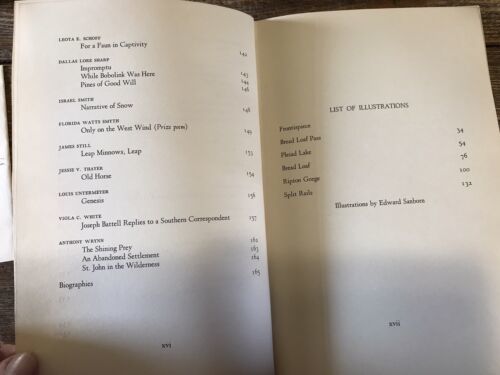 LEOTA E. SCHOFF
For a Faun in Captivity 142
DALLAS LORE SHARP
Impromptu 143
While Bobolink Was Here 144
Pines of Good Will 146
ISRAEL SMITH
Narrative of Snow 148
FLORIDA WATTS SMYTH
Only on the West Wind (Prize poem) 149
JAMES STILL
Leap Minnows, Leap 153
JESSIE V. THAYER
Old Horse 154
LOUIS UNTERMEYER
Genesis 156
VIOLA C. WHITE
Joseph Battell Replies to a Southern Correspondent 157
ANTHONY WRYNN
The Shining Prey 162
An Abandoned Settlement 163
St. John in the Wilderness 164
Biographies 165
xvi
LIST OF ILLUSTRATIONS
Frontispiece
Bread Loaf Pass 34
Pleiad Lake 54
Bread Loaf 76
Ripton Gorge 100
Split Rails 132
Illustrations by Edward Sanborn
xvii